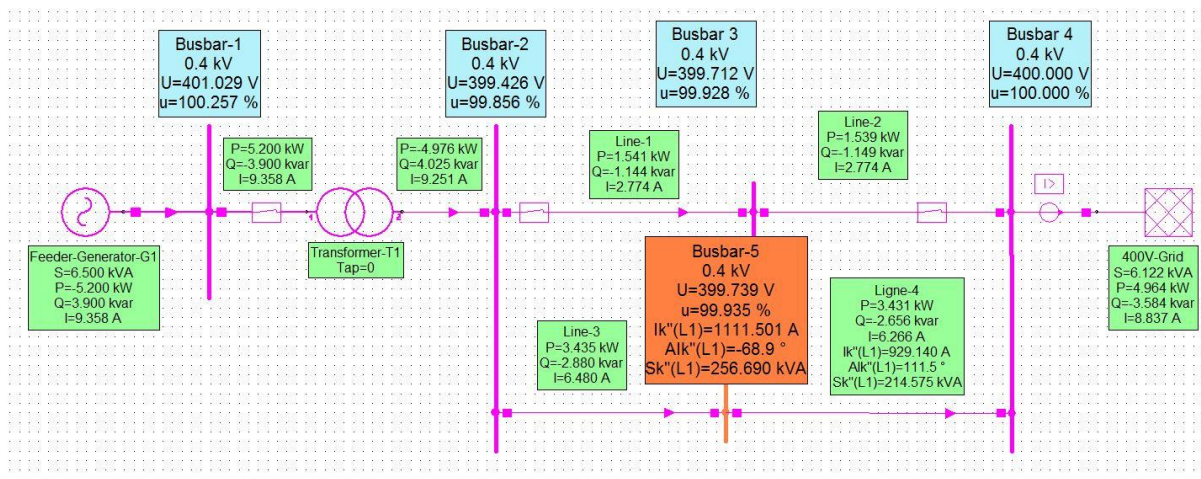 Busbar-1
0.4 kV
U=401.029 V
u=100.257 %
Busbar-2
0.4 kV
U=399.426 V
u=99.856 %
Busbar 3
0.4 kV
U=399.712 V
u=99.928 %
Busbar 4
0.4 kV
U=400.000 V
u=100.000 %
P=5.200 kW
Q=-3.900 kvar
I=9.358 A
P=-4.976 kW
Q=4.025 kvar
I=9.251 A
Line-1
P=1.541 kW
Q=-1.144 kvar
I=2.774 A
Line-2
P=1.539 kW
Q=-1.149 kvar
I=2.774 A
I>
1
2
Feeder-Generator-G1
S=6.500 kVA
P=-5.200 kW
Q=3.900 kvar
I=9.358 A
Transformer-T1
Tap=0
Busbar-5
0.4 kV
U=399.739 V
u=99.935 %
Ik"(L1)=1111.501 A
AIk"(L1)=-68.9 °
Sk"(L1)=256.690 kVA
Line-3
P=3.435 kW
Q=-2.880 kvar
I=6.480 A
Ligne-4
P=3.431 kW
Q=-2.656 kvar
I=6.266 A
Ik"(L1)=929.140 A
AIk"(L1)=111.5 °
Sk"(L1)=214.575 kVA
400V-Grid
S=6.122 kVA
P=4.964 kW
Q=-3.584 kvar
I=8.837 A